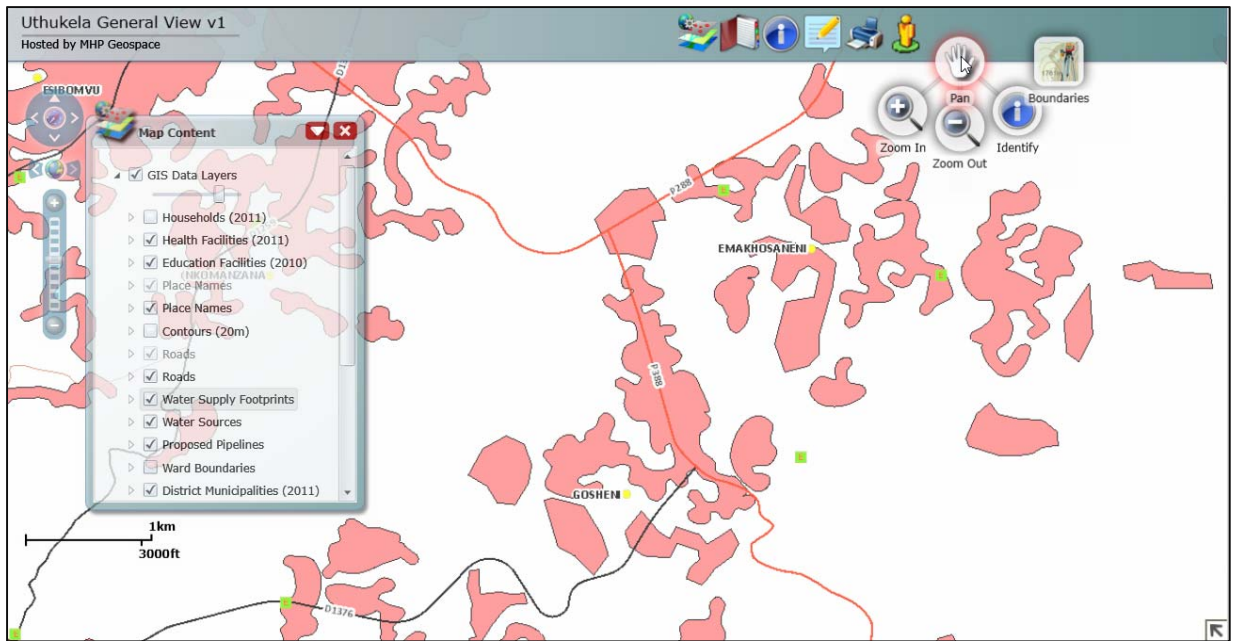 Uthukela General View v1
Hosted by MHP Geospace
Pan
Boundaries
Zoom In
Identify
Zoom Out
ESIBOMVU
Map Content
GIS Data Layers
Households (2011)
Health Facilities (2011)
Education Facilities (2010)
(NKOMANZANA)
Place Names
Place Names
Contours (20m)
Roads
Roads
Water Supply Footprints
Water Sources
Proposed Pipelines
Ward Boundaries
District Municipalities (2011)
P288
EMAKHOSANENI
P388
GOSHENI
1km
3000ft
D1376